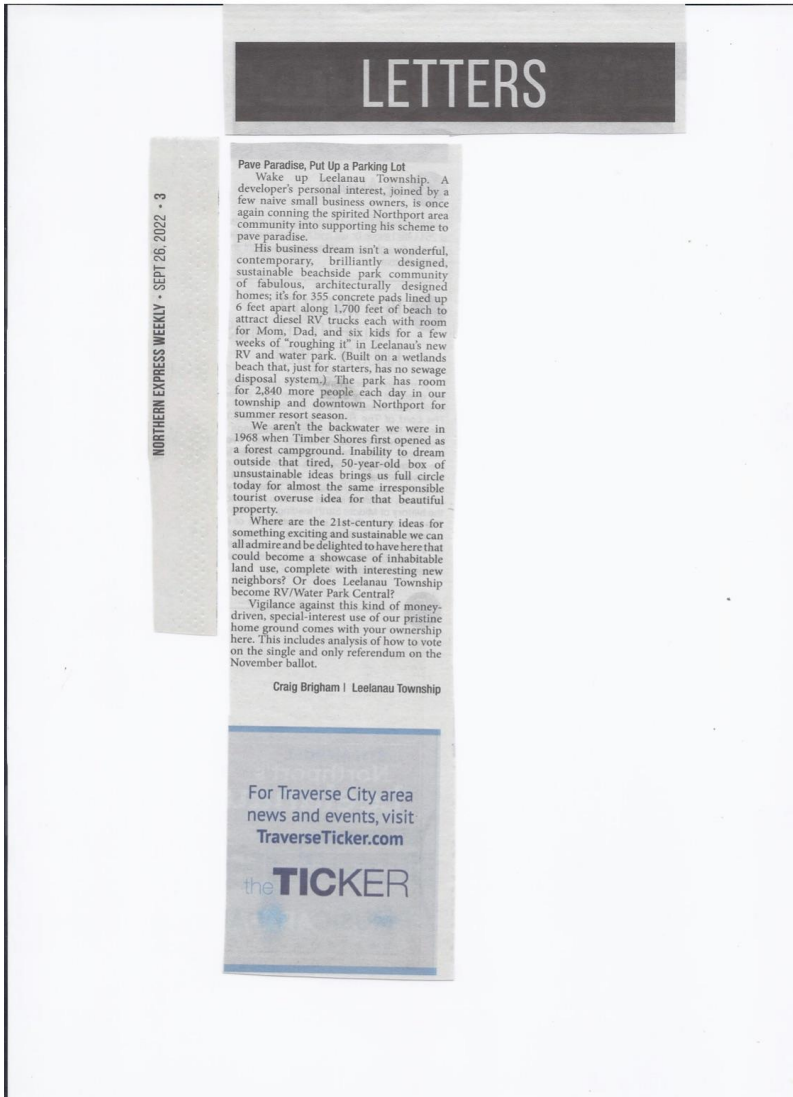 LETTERS
NORTHERN EXPRESS WEEKLY • SEPT 26, 2022 • 3
Pave Paradise, Put Up a Parking Lot
Wake up Leelanau Township. A
developer's personal interest, joined by a
few naive small business owners, is once
again conning the spirited Northport area
community into supporting his scheme to
pave paradise.
His business dream isn't a wonderful,
contemporary, brilliantly designed,
sustainable beachside park community
of fabulous, architecturally designed
homes; it's for 355 concrete pads lined up
6 feet apart along 1,700 feet of beach to
attract diesel RV trucks each with room
for Mom, Dad, and six kids for a few
weeks of "roughing it" in Leelanau's new
RV and water park. (Built on a wetlands
beach that, just for starters, has no sewage
disposal system.) The park has room
for 2,840 more people each day in our
township and downtown Northport for
summer resort season.
We aren't the backwater we were in
1968 when Timber Shores first opened as
a forest campground. Inability to dream
outside that tired, 50-year-old box of
unsustainable ideas brings us full circle
today for almost the same irresponsible
tourist overuse idea for that beautiful
property.
Where are the 21st-century ideas for
something exciting and sustainable we can
all admire and be delighted to have here that
could become a showcase of inhabitable
land use, complete with interesting new
neighbors? Or does Leelanau Township
become RV/Water Park Central?
Vigilance against this kind of money-
driven, special-interest use of our pristine
home ground comes with your ownership
here. This includes analysis of how to vote
on the single and only referendum on the
November ballot.
Craig Brigham | Leelanau Township
For Traverse City area
news and events, visit
TraverseTicker.com
the TICKER